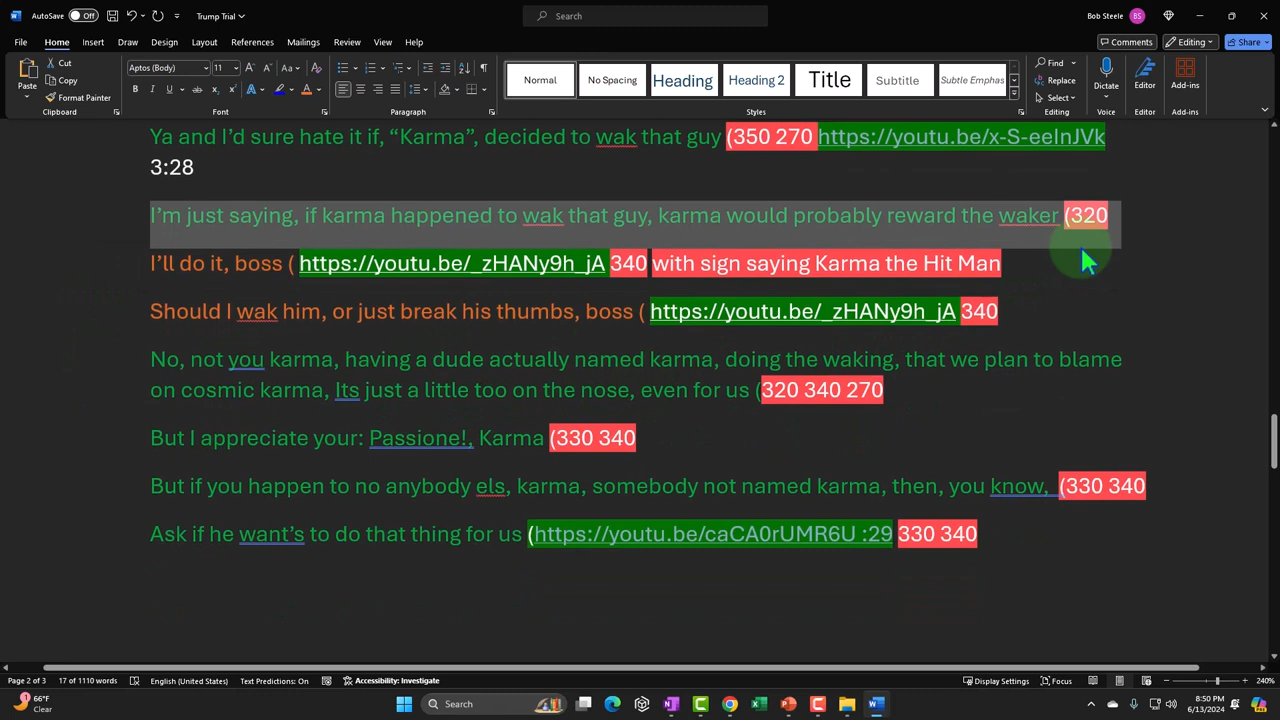 AutoSave Off Trump Trial Search Bob Steele BS
File Home Insert Draw Design Layout References Mailings Review View Help Comments Editing Share
Paste Cut Copy Format Painter Clipboard
Aptos (Body) 11 Aa B I U ab x A A Font
Paragraph
Normal No Spacing Heading Heading 2 Title Subtitle Subtle Emphas Styles
Find Replace Select Editing
Dictate Voice
Editor Editor
Add-ins Add-ins
Ya and I’d sure hate it if, “Karma”, decided to wak that guy (350 270 https://youtu.be/x-S-eeInJVk
3:28
I’m just saying, if karma happened to wak that guy, karma would probably reward the waker (320
I’ll do it, boss ( https://youtu.be/_zHANy9h_jA 340 with sign saying Karma the Hit Man
Should I wak him, or just break his thumbs, boss ( https://youtu.be/_zHANy9h_jA 340
No, not you karma, having a dude actually named karma, doing the waking, that we plan to blame
on cosmic karma, Its just a little too on the nose, even for us (320 340 270
But I appreciate your: Passione!, Karma (330 340
But if you happen to no anybody els, karma, somebody not named karma, then, you know, (330 340
Ask if he want’s to do that thing for us (https://youtu.be/caCA0rUMR6U :29 330 340
Page 2 of 3 17 of 1110 words English (United States) Text Predictions: On Accessibility: Investigate Display Settings Focus 240%
66°F
Clear
Search
8:50 PM
6/13/2024